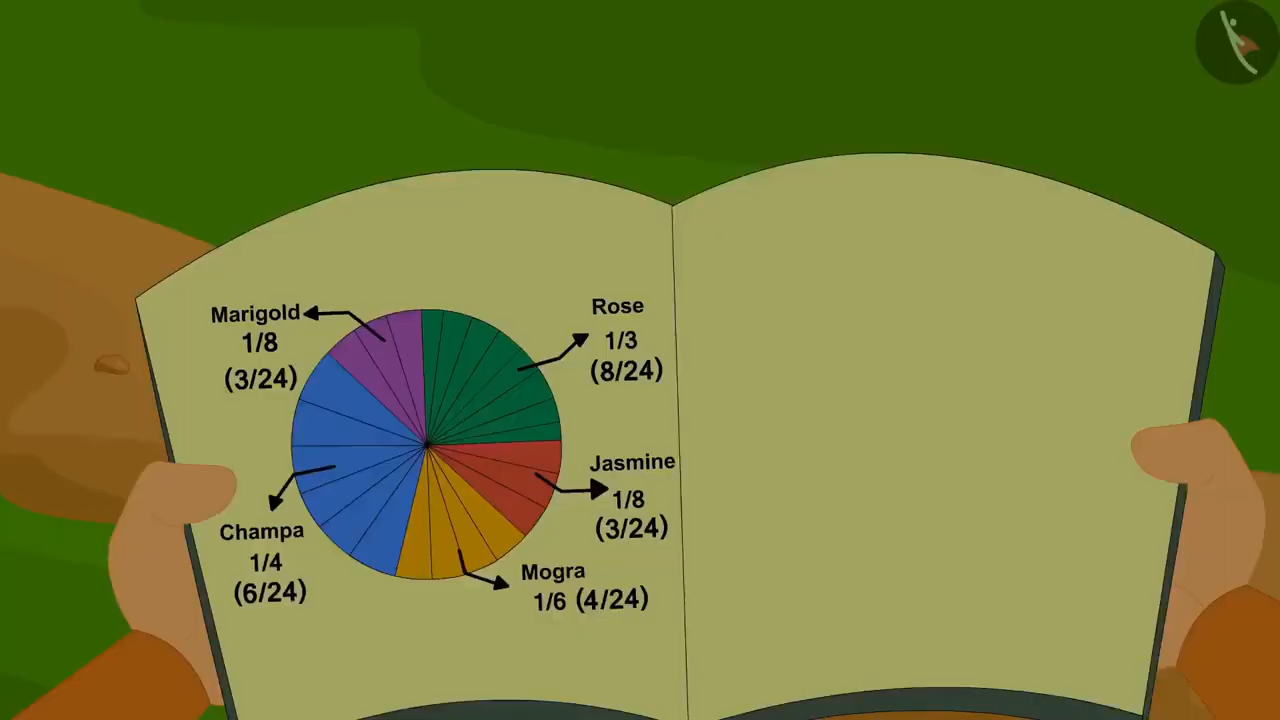 Marigold
1/8
(3/24)
Rose
1/3
(8/24)
Jasmine
1/8
(3/24)
Champa
1/4
(6/24)
Mogra
1/6 (4/24)